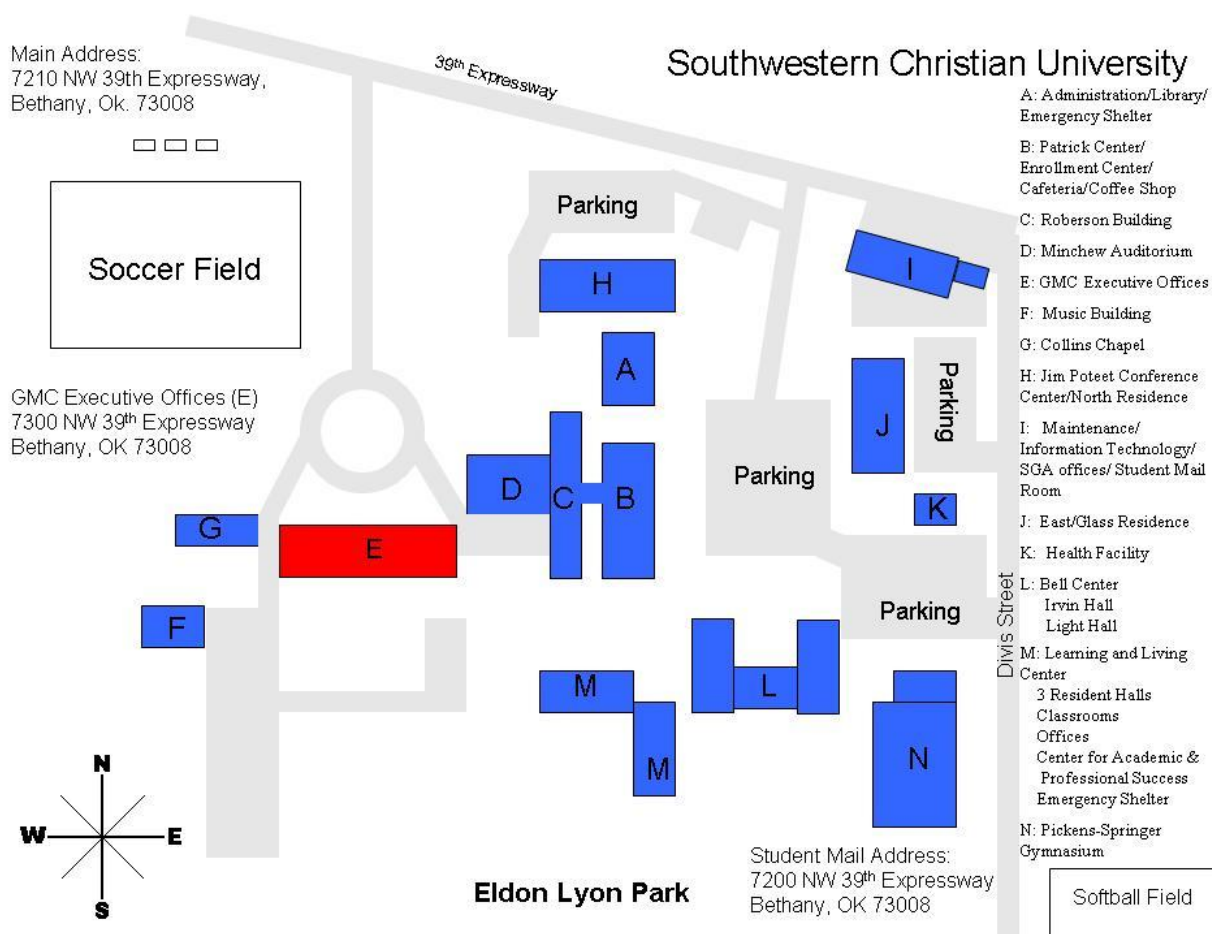 Southwestern Christian University
Main Address:
7210 NW 39th Expressway,
Bethany, Ok. 73008
39th Expressway
Soccer Field
Parking
H
A
I
J
Parking
K
Parking
Parking
GMC Executive Offices (E)
7300 NW 39th Expressway
Bethany, OK 73008
D
C
B
G
E
F
M
M
L
N
Divis Street
N
W
E
S
Eldon Lyon Park
Student Mail Address:
7200 NW 39th Expressway
Bethany, OK 73008
Softball Field
A: Administration/Library/
Emergency Shelter
B: Patrick Center/
Enrollment Center/
Cafeteria/Coffee Shop
C: Roberson Building
D: Minchew Auditorium
E: GMC Executive Offices
F: Music Building
G: Collins Chapel
H: Jim Poteet Conference
Center/North Residence
I: Maintenance/
Information Technology/
SGA offices/ Student Mail
Room
J: East/Glass Residence
K: Health Facility
L: Bell Center
Irvin Hall
Light Hall
M: Learning and Living
Center
3 Resident Halls
Classrooms
Offices
Center for Academic &
Professional Success
Emergency Shelter
N: Pickens-Springer
Gymnasium